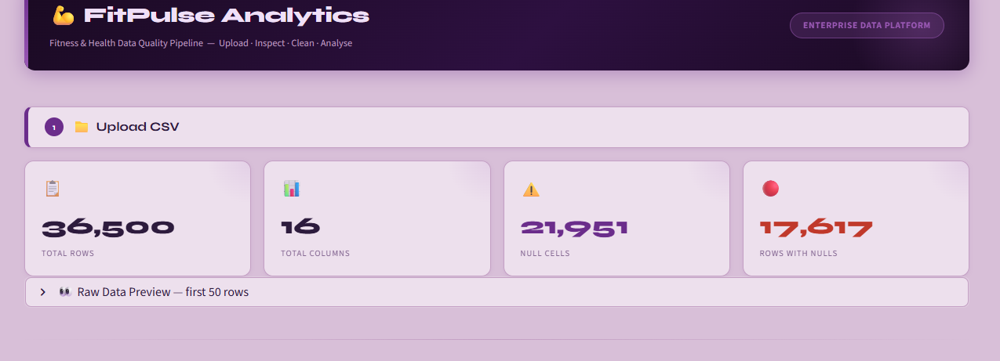 💪 FitPulse Analytics
Fitness & Health Data Quality Pipeline — Upload · Inspect · Clean · Analyse
ENTERPRISE DATA PLATFORM
1 📁 Upload CSV
36,500
TOTAL ROWS
16
TOTAL COLUMNS
21,951
NULL CELLS
17,617
ROWS WITH NULLS
👀 Raw Data Preview — first 50 rows